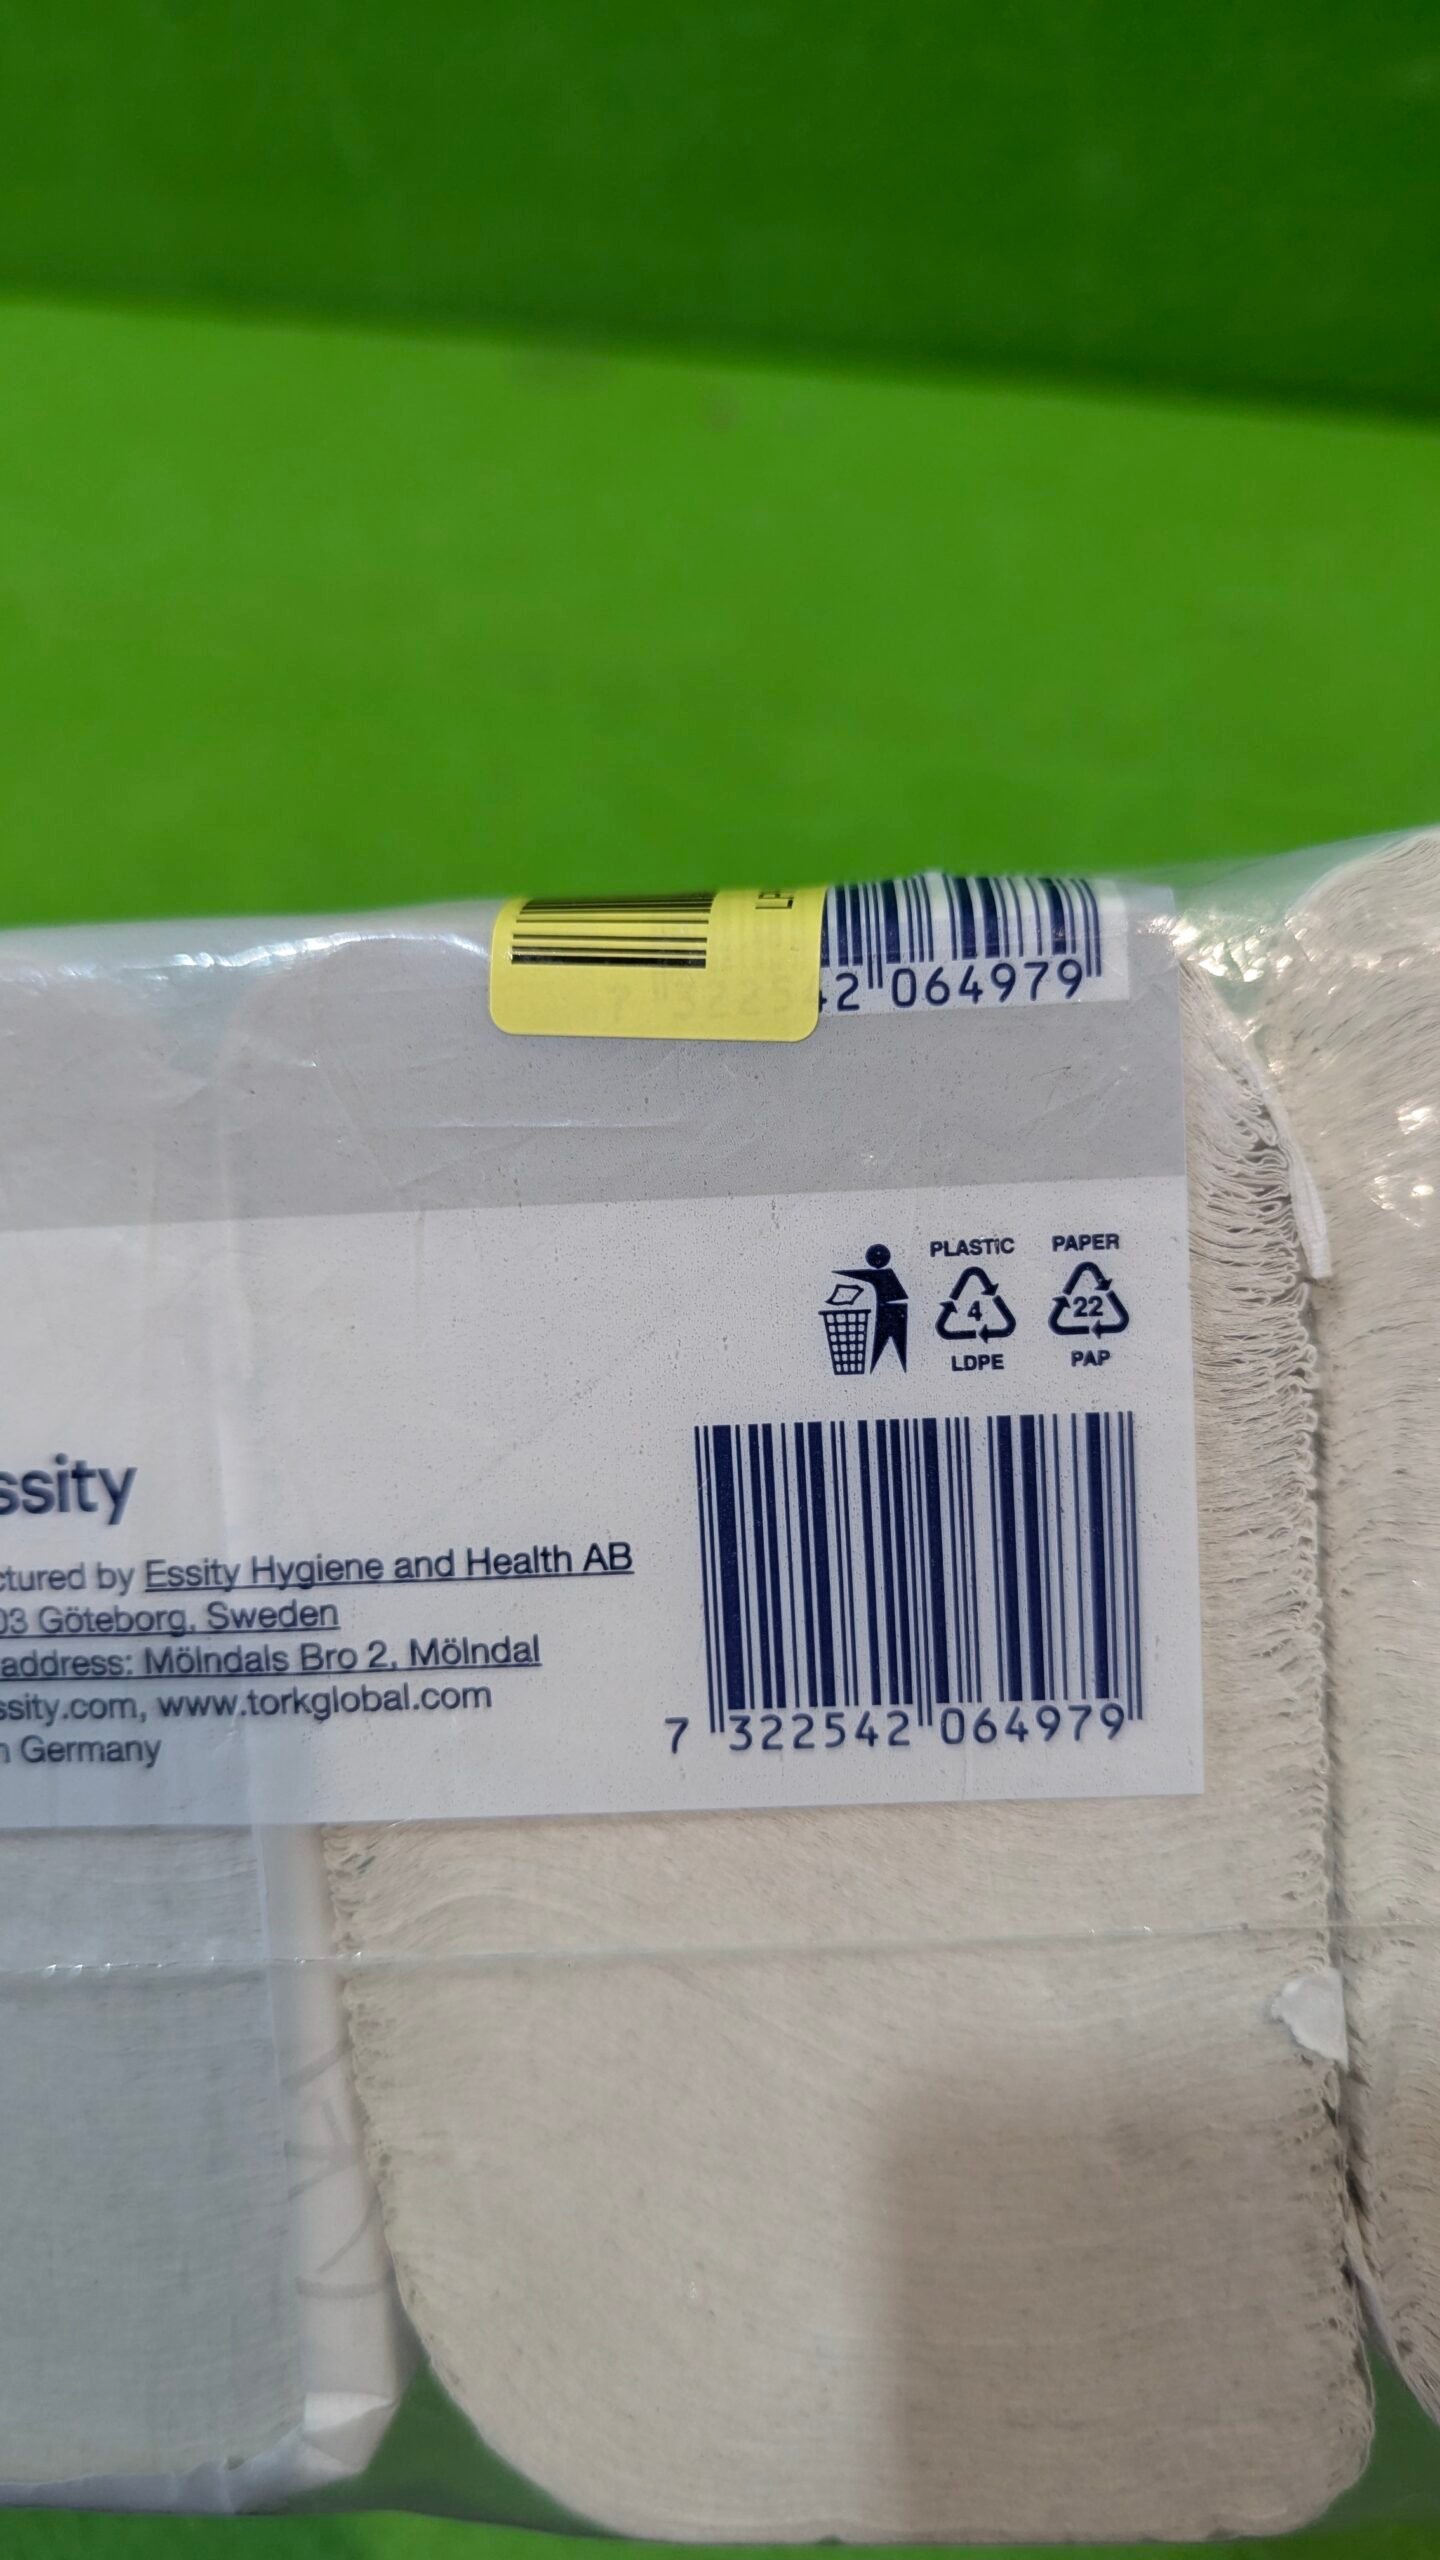 42 064979
PLASTIC PAPER
4 22
LDPE PAP
ssity
ctured by Essity Hygiene and Health AB
03 Göteborg, Sweden
address: Mölndals Bro 2, Mölndal
ssity.com, www.torkglobal.com
n Germany
7 322542 064979